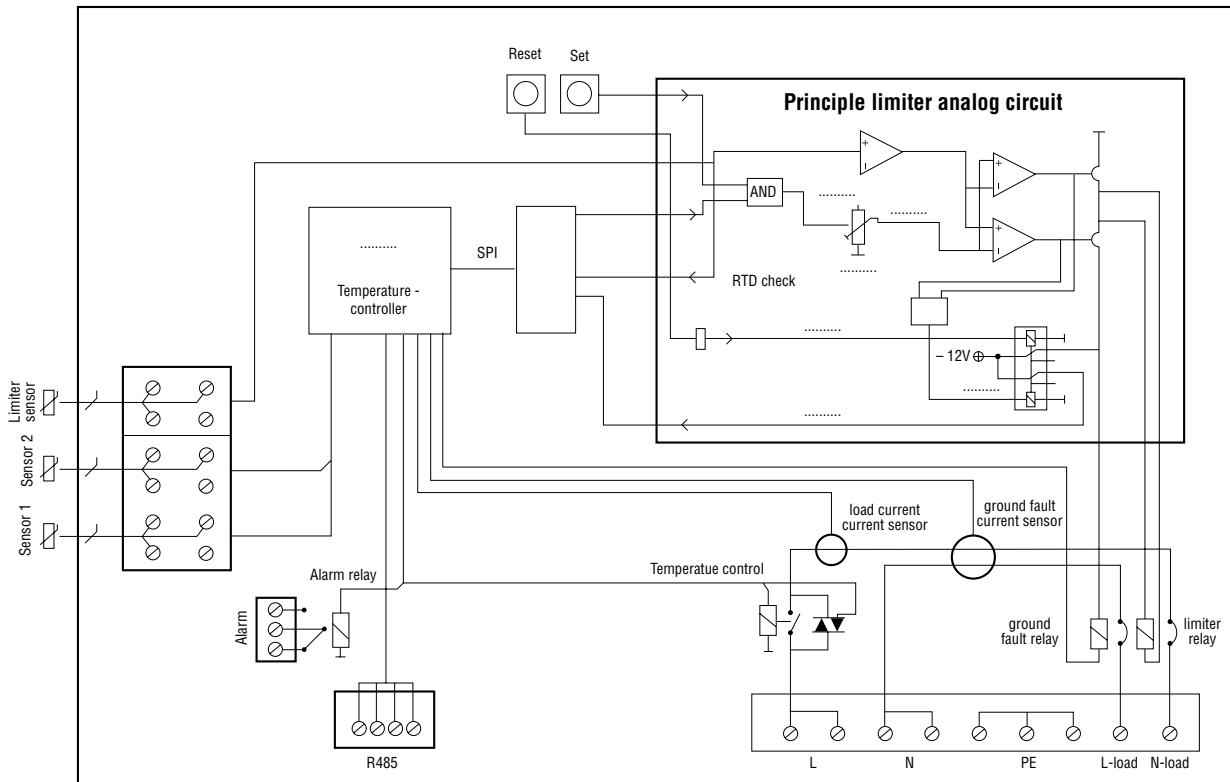 Reset
Set
Principle limiter analog circuit
AND
..........
..........
..........
SPI
Temperature -
controller
..........
RTD check
..........
– 12V
..........
..........
Limiter
sensor
Sensor 2
Sensor 1
load current
current sensor
ground fault
current sensor
Alarm relay
Temperatue control
Alarm
ground
fault relay
limiter
relay
R485
L
N
PE
L-load
N-load